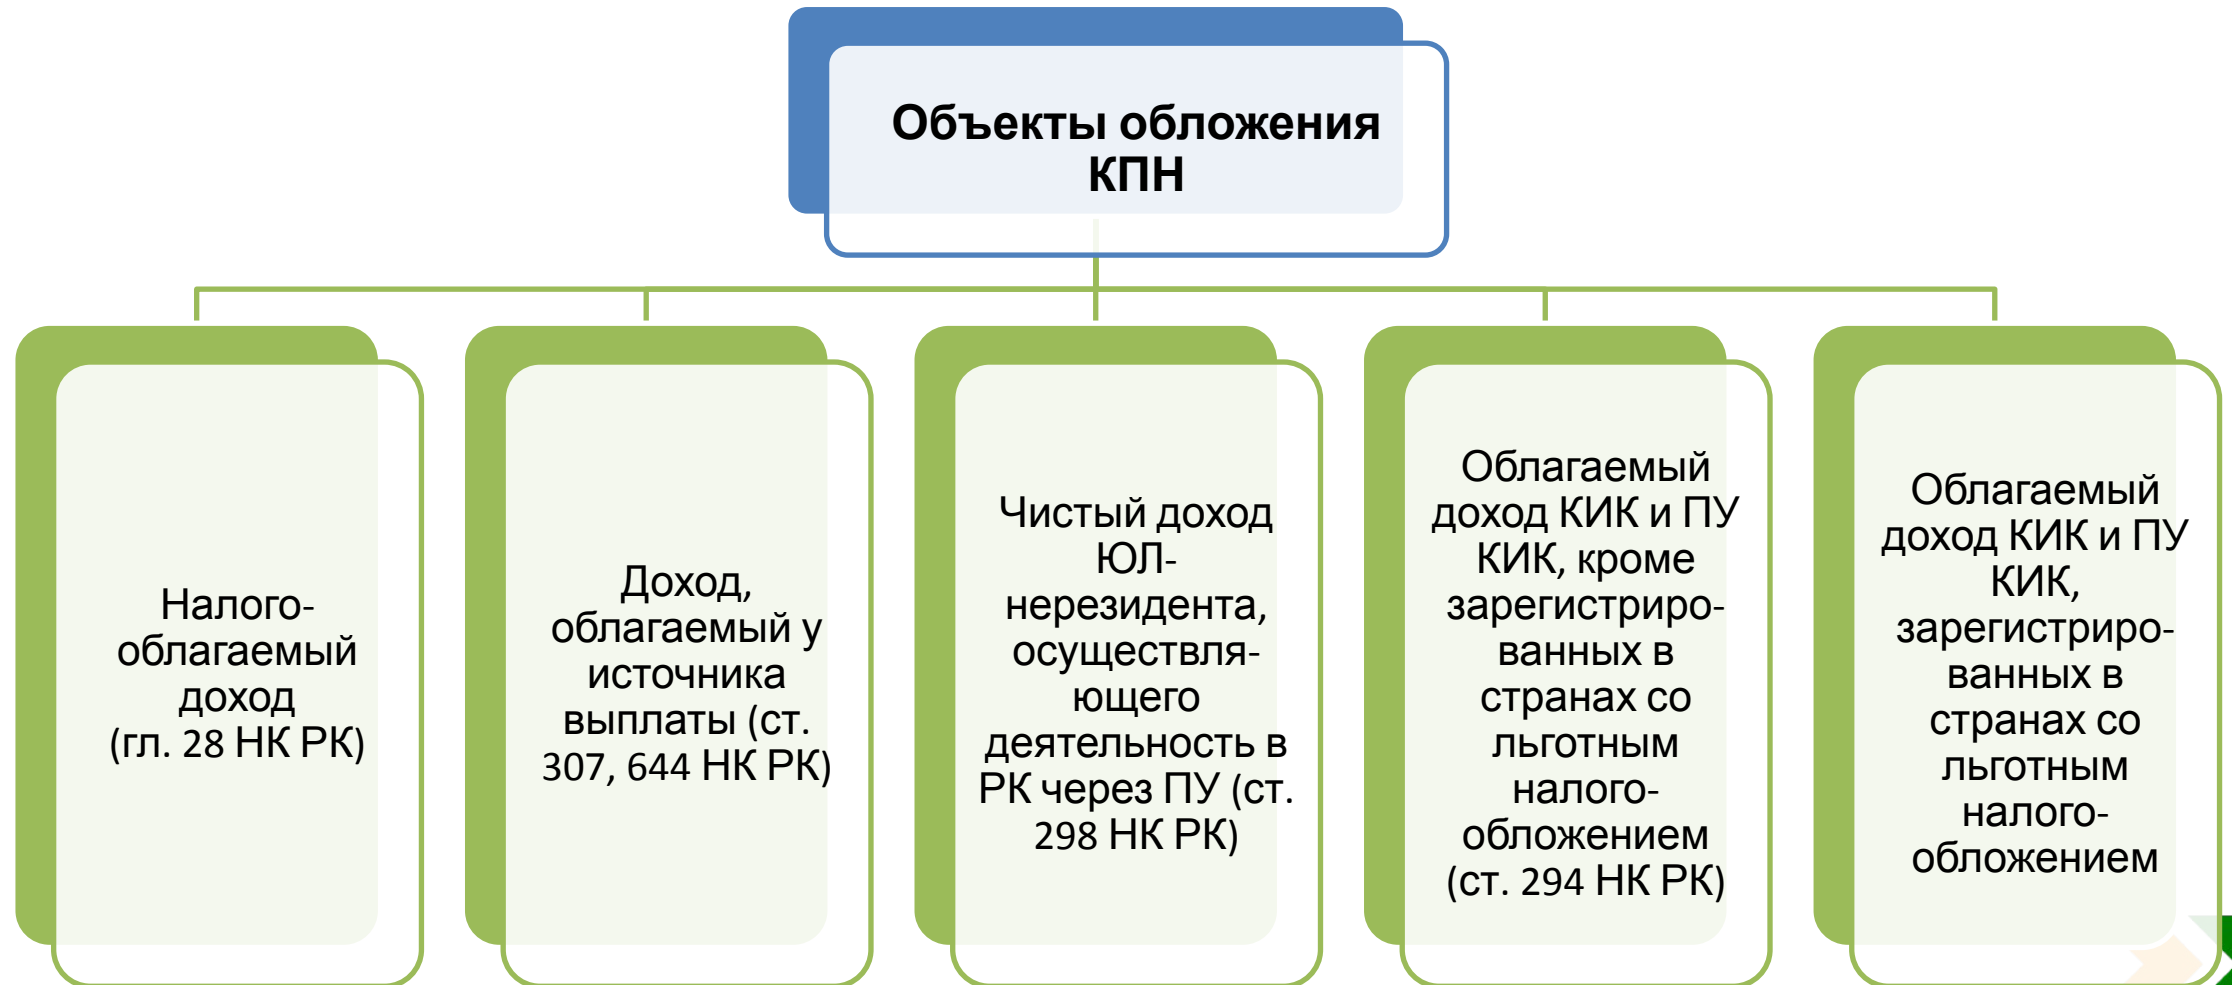 Объекты обложения
КПН
Налого-
облагаемый
доход
(гл. 28 НК РК)
Доход,
облагаемый у
источника
выплаты (ст.
307, 644 НК РК)
Чистый доход
ЮЛ-
нерезидента,
осуществля-
ющего
деятельность в
РК через ПУ (ст.
298 НК РК)
Облагаемый
доход КИК и ПУ
КИК, кроме
зарегистриро-
ванных в
странах со
льготным
налого-
обложением
(ст. 294 НК РК)
Облагаемый
доход КИК и ПУ
КИК,
зарегистриро-
ванных в
странах со
льготным
налого-
обложением